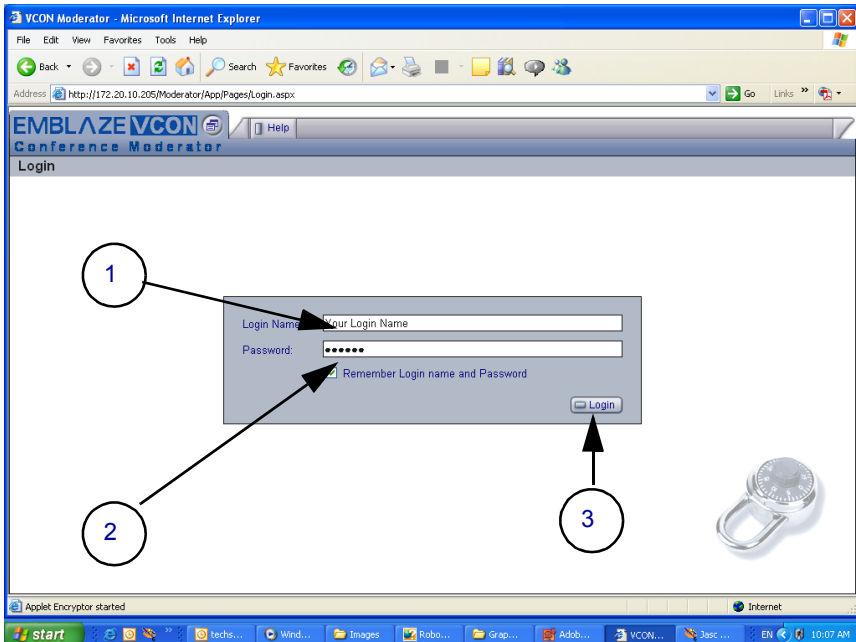 VCON Moderator - Microsoft Internet Explorer
File Edit View Favorites Tools Help
Back Search Favorites
Address http://172.20.10.205/Moderator/App/Pages/Login.aspx Go Links »
EMBLAZE VCON Help
Conference Moderator
Login
1
Login Name Your Login Name
Password: ••••••
Remember Login name and Password
Login
2
3
Applet Encryptor started Internet
start » techs... Wind... Images Robo... Grap... Adob... VCON... Jasc ... EN 10:07 AM